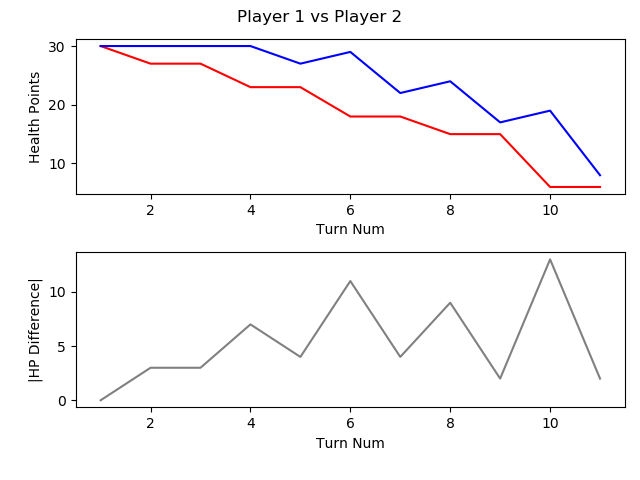 Player 1 vs Player 2
30
20
10
Health Points
2 4 6 8 10
Turn Num
10
5
0
|HP Difference|
2 4 6 8 10
Turn Num